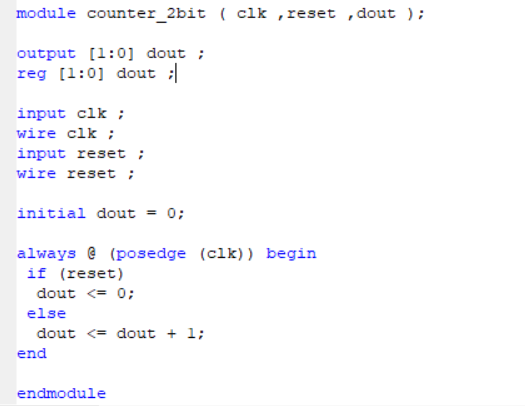 module counter_2bit ( clk ,reset ,dout );
output [1:0] dout ;
reg [1:0] dout ;
input clk ;
wire clk ;
input reset ;
wire reset ;
initial dout = 0;
always @ (posedge (clk)) begin
if (reset)
dout <= 0;
else
dout <= dout + 1;
end
endmodule